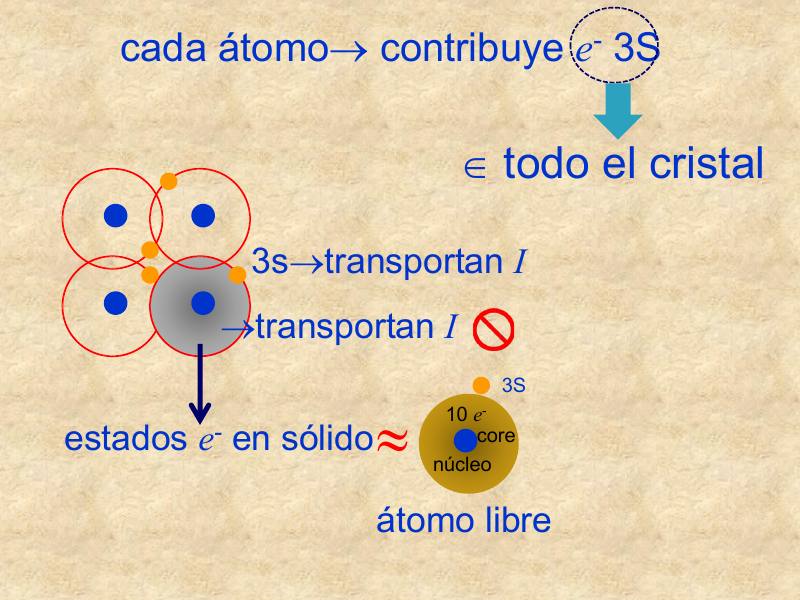 cada átomo→ contribuye e- 3S
∈ todo el cristal
3s→transportan I
→transportan I
3S
10 e-
estados e- en sólido≈
core
núcleo
átomo libre